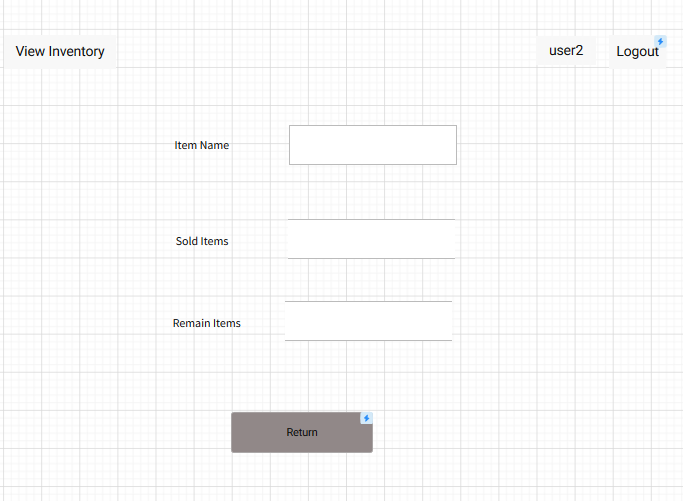 View Inventory
user2
Logout
Item Name
Sold Items
Remain Items
Return